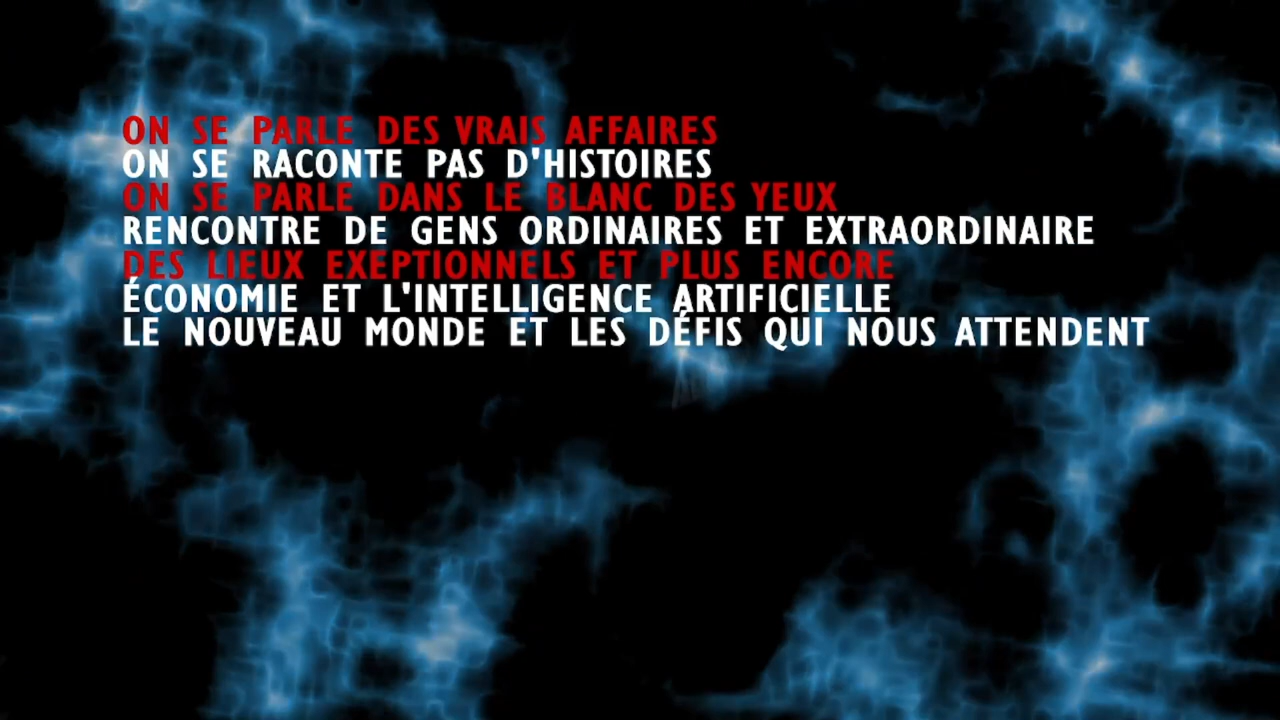 ON SE PARLE DES VRAIS AFFAIRES
ON SE RACONTE PAS D'HISTOIRES
ON SE PARLE DANS LE BLANC DES YEUX
RENCONTRE DE GENS ORDINAIRES ET EXTRAORDINAIRE
DES LIEUX EXEPTIONNELS ET PLUS ENCORE
ÉCONOMIE ET L'INTELLIGENCE ARTIFICIELLE
LE NOUVEAU MONDE ET LES DÉFIS QUI NOUS ATTENDENT